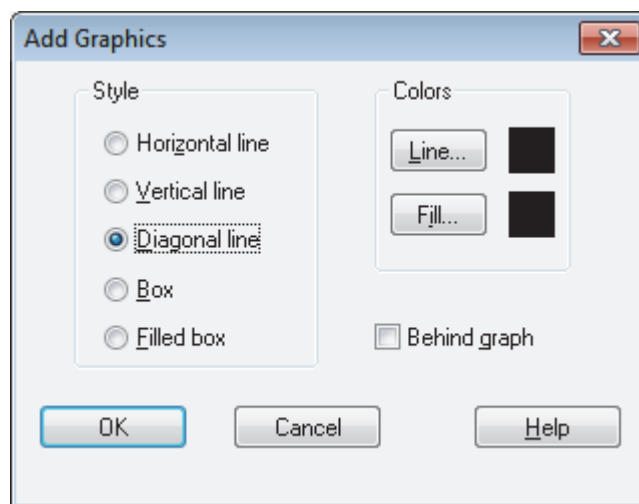 Add Graphics
Style
Horizontal line
Vertical line
Diagonal line
Box
Filled box
Colors
Line...
Fill...
Behind graph
OK
Cancel
Help